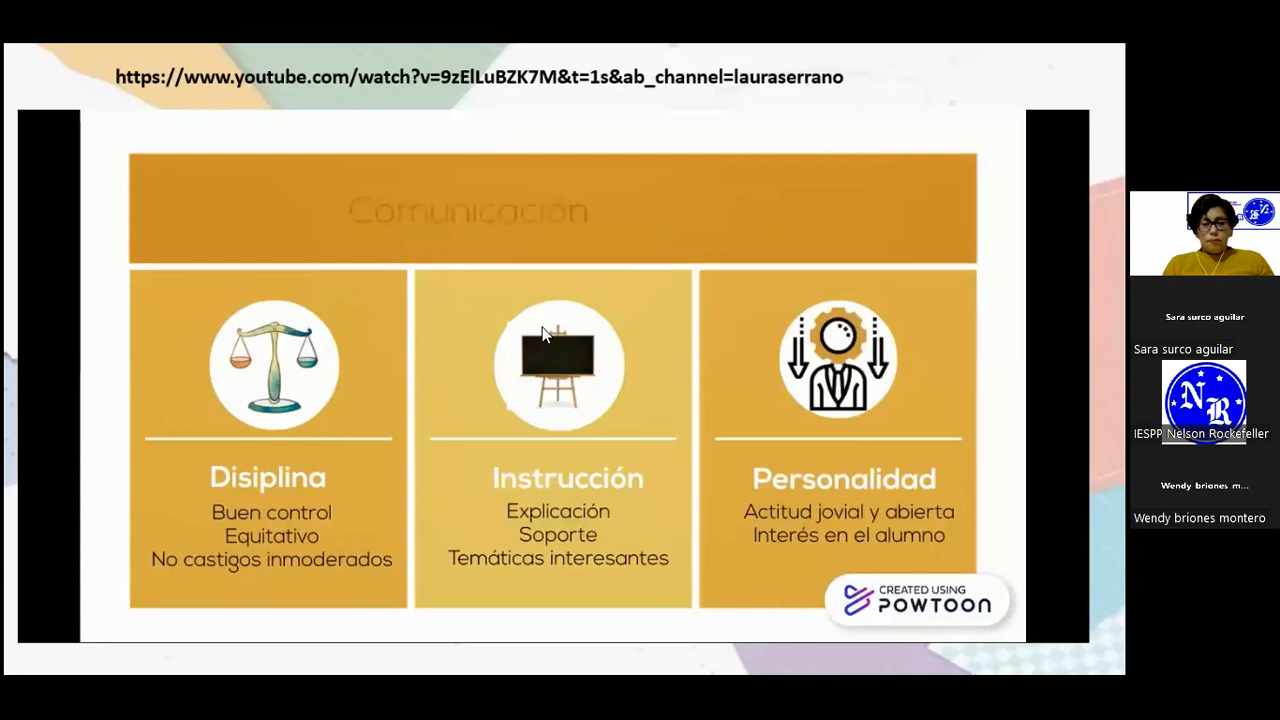 https://www.youtube.com/watch?v=9zElLuBZK7M&t=1s&ab_channel=lauraserrano
Comunicación
Disiplina
Buen control
Equitativo
No castigos inmoderados
Instrucción
Explicación
Soporte
Temáticas interesantes
Personalidad
Actitud jovial y abierta
Interés en el alumno
CREATED USING
POWTOON
Sara surco aguilar
Sara surco aguilar
N R
IESPP Nelson Rockefeller
Wendy briones m...
Wendy briones montero